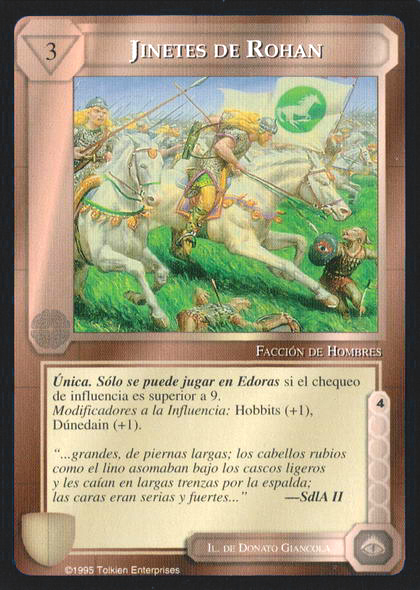 3
JINETES DE ROHAN
FACCIÓN DE HOMBRES
Única. Sólo se puede jugar en Edoras si el chequeo
de influencia es superior a 9.
Modificadores a la Influencia: Hobbits (+1),
Dúnedain (+1).
4
“...grandes, de piernas largas; los cabellos rubios
como el lino asomaban bajo los cascos ligeros
y les caían en largas trenzas por la espalda;
las caras eran serias y fuertes...” —SdlA II
IL. DE DONATO GIANCOLA
©1995 Tolkien Enterprises